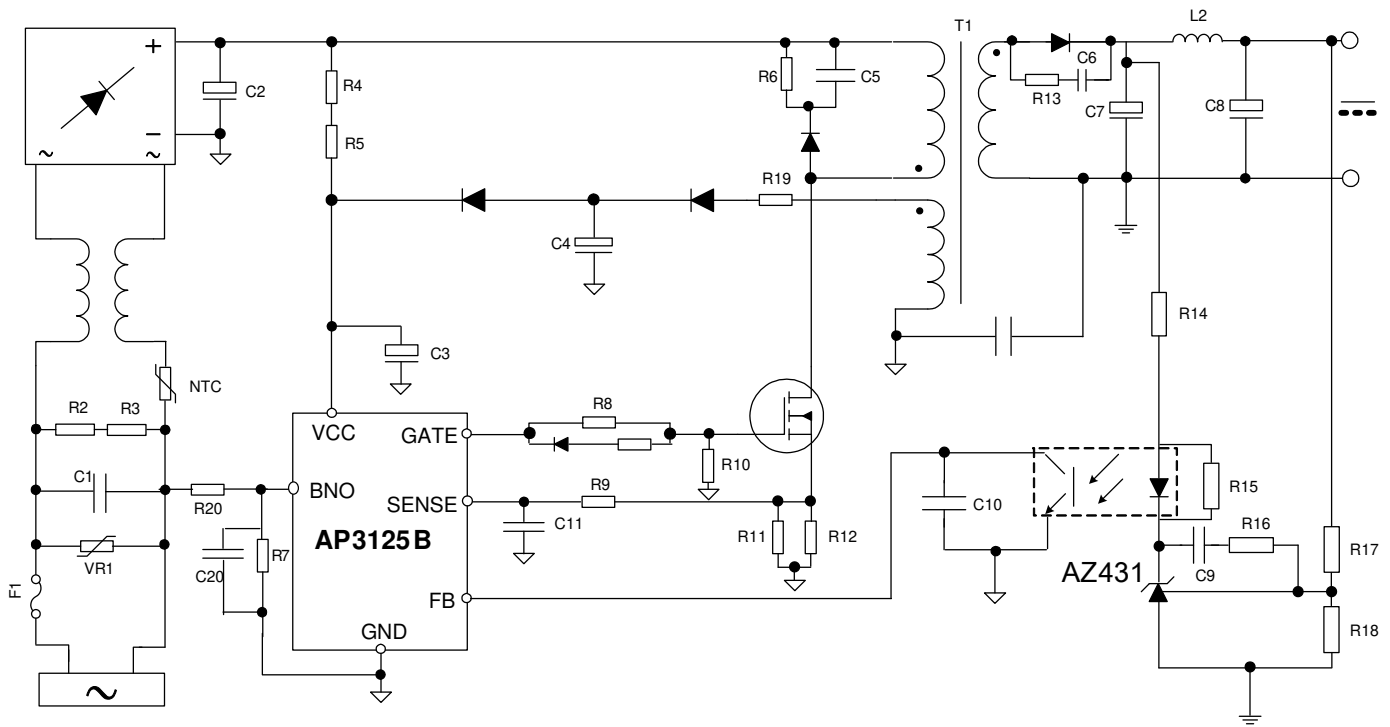 T1
L2
+
R6
C5
C6
R13
C2
R4
C7
C8
R5
−
~
~
R19
C4
R14
C3
NTC
R2
R3
R8
VCC
GATE
R10
C1
BNO
R20
R9
C10
R15
SENSE
C11
R11
R12
AP3125B
R16
R17
VR1
C20
R7
C9
AZ431
F1
FB
GND
R18
~